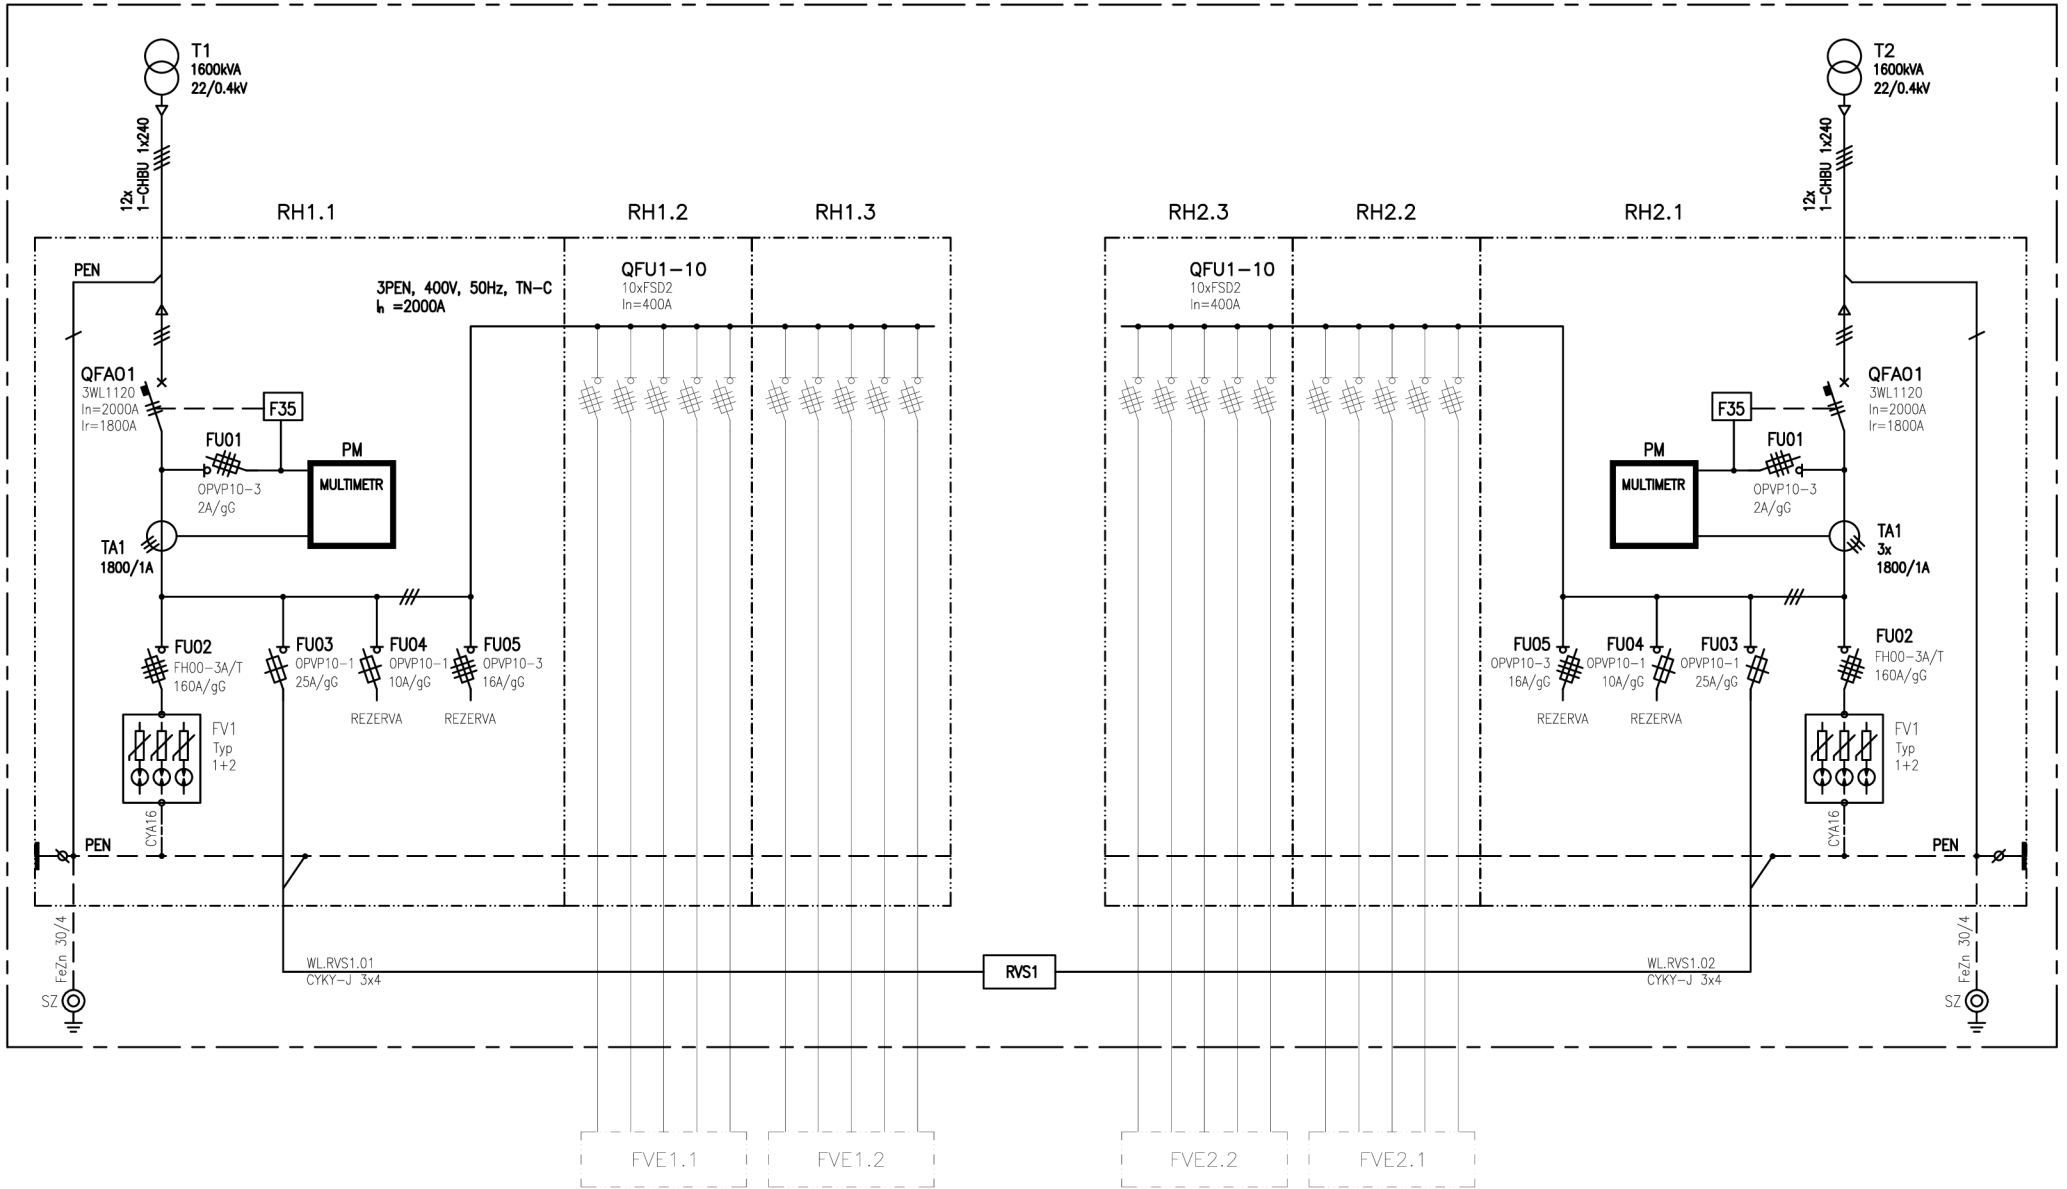 T1
1600kVA
22/0.4kV
12x
1-CHBU 1x240
T2
1600kVA
22/0.4kV
12x
1-CHBU 1x240
RH1.1
RH1.2
RH1.3
RH2.3
RH2.2
RH2.1
PEN
3PEN, 400V, 50Hz, TN-C
In =2000A
QFU1-10
10xFSD2
In=400A
QFU1-10
10xFSD2
In=400A
QFA01
3WL1120
In=2000A
Ir=1800A
F35
FU01
OPVP10-3
2A/gG
PM
MULTIMETR
TA1
1800/1A
FU02
FH00-3A/T
160A/gG
FU03
OPVP10-1
25A/gG
FU04
OPVP10-1
10A/gG
REZERVA
FU05
OPVP10-3
16A/gG
REZERVA
FV1
Typ
1+2
CYA16
PEN
FeZn 30/4
SZ
WL.RVS1.01
CYKY-J 3x4
RVS1
QFA01
3WL1120
In=2000A
Ir=1800A
F35
FU01
OPVP10-3
2A/gG
PM
MULTIMETR
TA1
3x
1800/1A
FU05
OPVP10-3
16A/gG
REZERVA
FU04
OPVP10-1
10A/gG
REZERVA
FU03
OPVP10-1
25A/gG
FU02
FH00-3A/T
160A/gG
FV1
Typ
1+2
CYA16
PEN
FeZn 30/4
SZ
WL.RVS1.02
CYKY-J 3x4
FVE1.1
FVE1.2
FVE2.2
FVE2.1